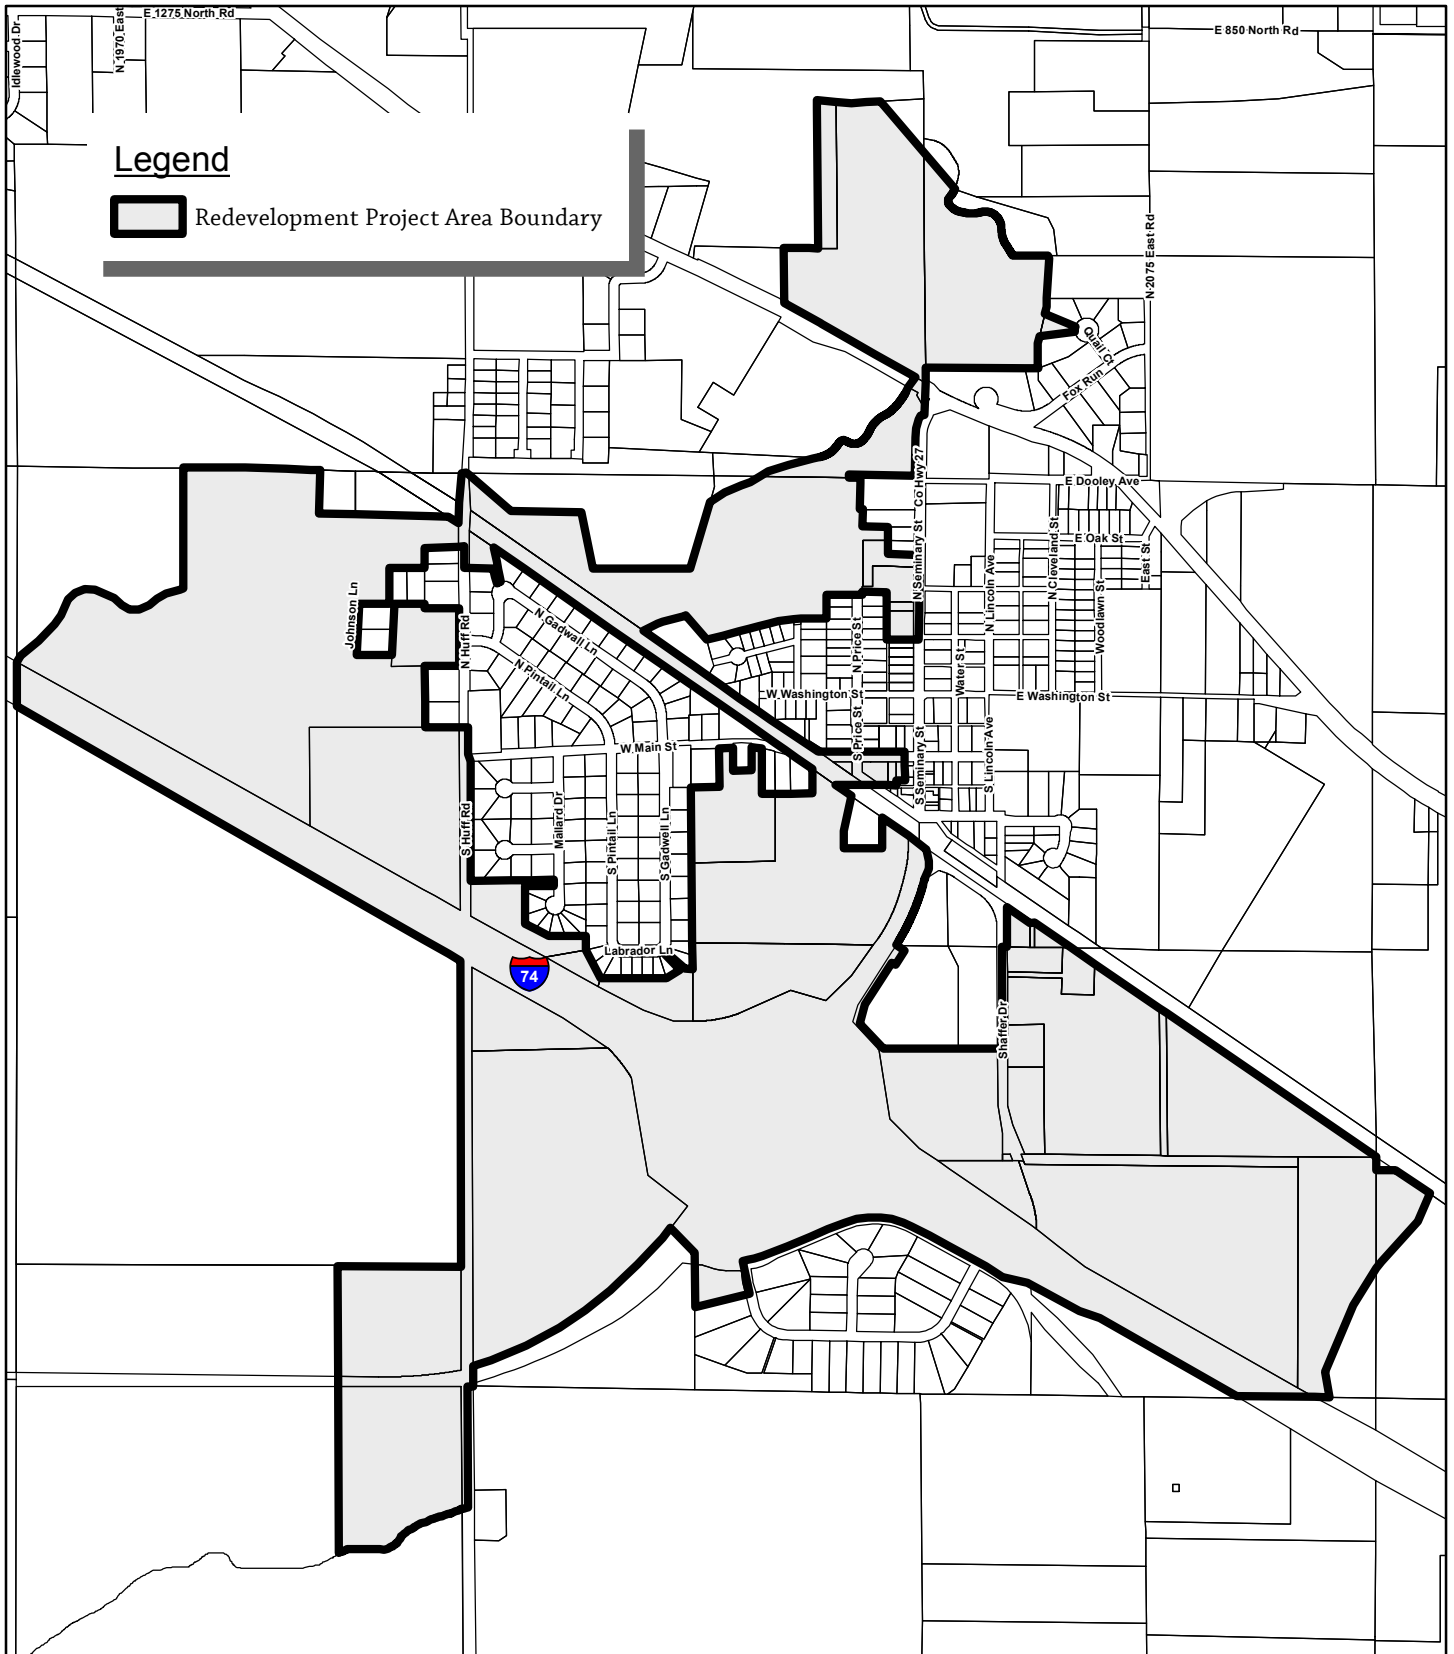 E 1275 North Rd
Idlewood Dr
N 1970 East
E 850 North Rd
Legend
Redevelopment Project Area Boundary
N 2075 East Rd
Quail Ct
Fox Run
Co Hwy 27
E Dooley Ave
E Oak St
East St
N Cleveland St
N Seminary St
N Lincoln Ave
Woodlawn St
Johnson Ln
N Huff Rd
N Gadwall Ln
N Pintail Ln
N Price St
Water St
W Washington St
E Washington St
W Main St
S Price St
S Seminary St
S Lincoln Ave
S Huff Rd
Mallard Dr
S Pintail Ln
S Gadwell Ln
Labrador Ln
74
Shaffer Dr